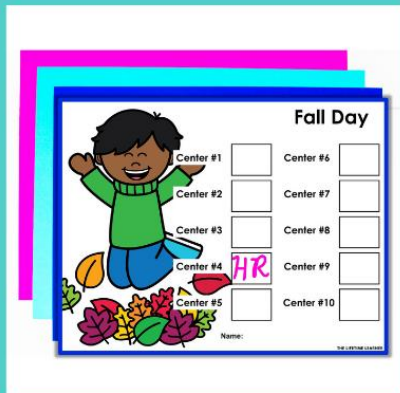 Fall Day
Center #1 Center #6
Center #2 Center #7
Center #3 Center #8
Center #4 HR Center #9
Center #5 Center #10
Name:
THE LIFETIME LEARNER